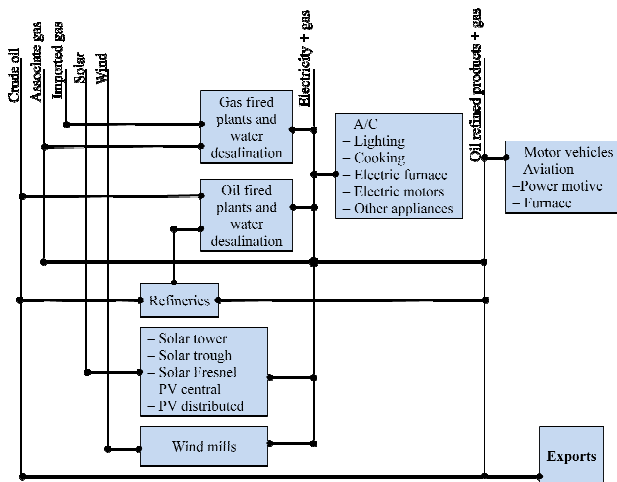 Crude oil
Associate gas
Imported gas
Solar
Wind
Electricity + gas
Oil refined products + gas
Gas fired
plants and
water
desalination
Oil fired
plants and
water
desalination
Refineries
– Solar tower
– Solar trough
– Solar Fresnel
PV central
– PV distributed
Wind mills
A/C
– Lighting
– Cooking
– Electric furnace
– Electric motors
– Other appliances
Motor vehicles
Aviation
–Power motive
– Furnace
Exports